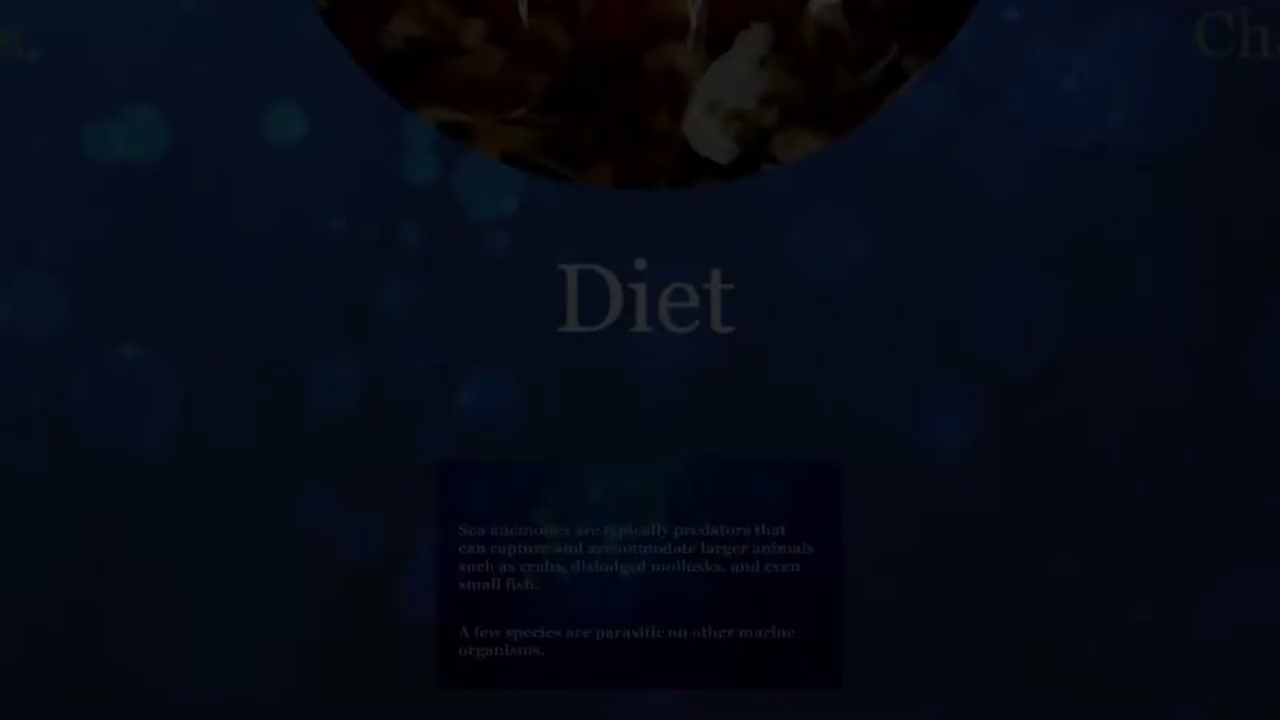 Ch
Diet
Sea anemones are typically predators that
can capture and accommodate larger animals
such as crabs, dislodged mollusks, and even
small fish.
A few species are parasitic on other marine
organisms.